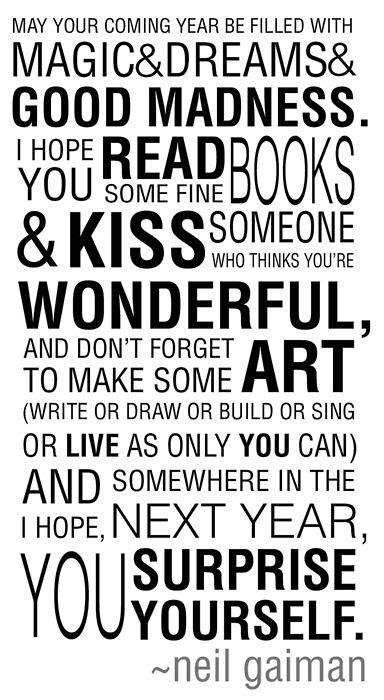 MAY YOUR COMING YEAR BE FILLED WITH
MAGIC&DREAMS&
GOOD MADNESS.
I HOPE YOU READ SOME FINE BOOKS
& KISS SOMEONE WHO THINKS YOU'RE
WONDERFUL,
AND DON'T FORGET TO MAKE SOME ART
(WRITE OR DRAW OR BUILD OR SING
OR LIVE AS ONLY YOU CAN)
AND SOMEWHERE IN THE
I HOPE, NEXT YEAR,
YOU SURPRISE YOURSELF.
~neil gaiman